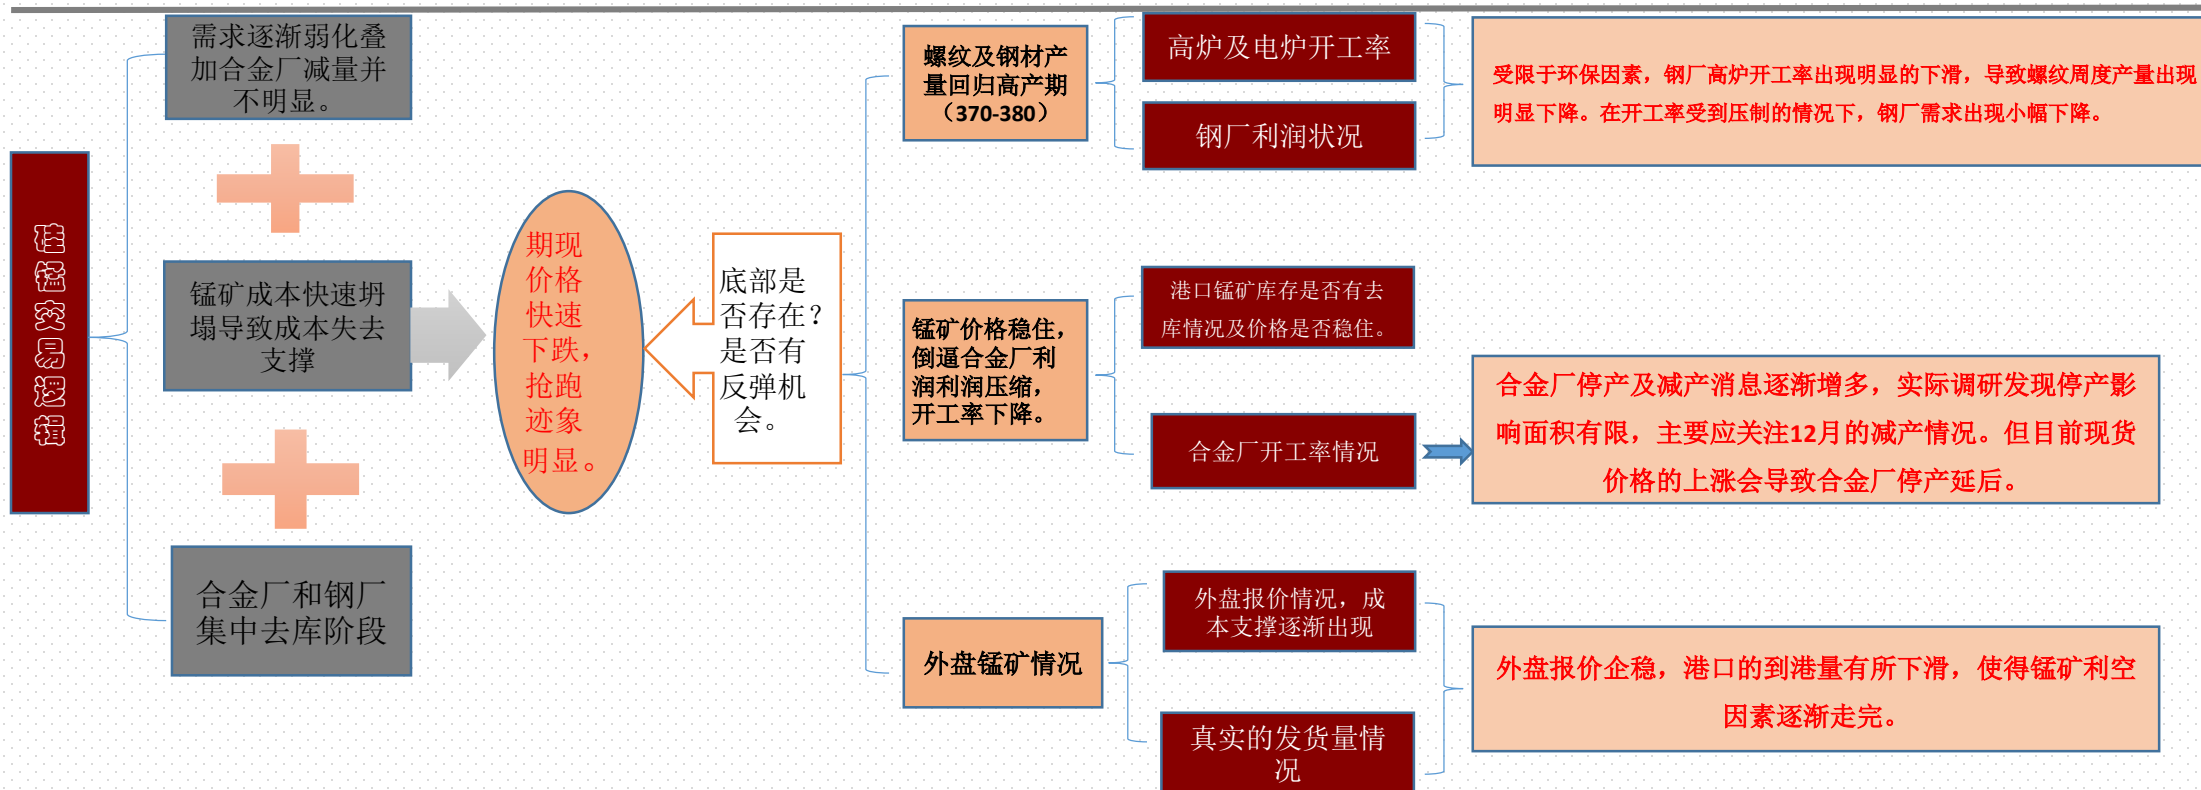 硅锰交易逻辑
需求逐渐弱化叠
加合金厂减量并
不明显。
锰矿成本快速坍
塌导致成本失去
支撑
合金厂和钢厂
集中去库阶段
期现
价格
快速
下跌，
抢跑
迹象
明显。
底部是
否存在？
是否有
反弹机
会。
螺纹及钢材产
量回归高产期
（370-380）
高炉及电炉开工率
钢厂利润状况
受限于环保因素，钢厂高炉开工率出现明显的下滑，导致螺纹周度产量出现
明显下降。在开工率受到压制的情况下，钢厂需求出现小幅下降。
锰矿价格稳住，
倒逼合金厂利
润利润压缩，
开工率下降。
港口锰矿库存是否有去
库情况及价格是否稳住。
合金厂开工率情况
合金厂停产及减产消息逐渐增多，实际调研发现停产影
响面积有限，主要应关注12月的减产情况。但目前现货
价格的上涨会导致合金厂停产延后。
外盘锰矿情况
外盘报价情况，成
本支撑逐渐出现
真实的发货量情
况
外盘报价企稳，港口的到港量有所下滑，使得锰矿利空
因素逐渐走完。